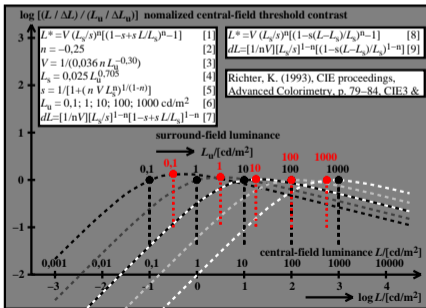 log [(L / ΔL) / (Lu / ΔLu)] nomalized central-field threshold contrast
L*=V(Ls/s)^n[(1–s+s L/Ls)^n–1] [1]
n = –0,25 [2]
V = 1/(0,036 n Lu^–0,30) [3]
Ls = 0,025 Lu^0,705 [4]
s = 1/[1+( n V Ls^n)^1/(1-n)] [5]
Lu = 0,1; 1; 10; 100; 1000 cd/m² [6]
dL=[1/nV][Ls/s]^1–n[1–s+s L/Ls]^1–n [7]
L*=V(Ls/s)^n[(1–s(L–Ls)/Ls)^n–1] [8]
dL=[1/nV][Ls/s]^1–n[(1–s(L–Ls)/Ls)^1–n] [9]
Richter, K. (1993), CIE proceedings,
Advanced Colorimetry, p. 79–84, CIE3 &
surround-field luminance
Lu/[cd/m²]
3
2
1
0
–1
–2
0,1 1 10 100 1000
0,1 1 10 100 1000
central-field luminance L/[cd/m²]
0,001 0,01 0,1 1 10 100 1000 10000
–3 –2 –1 0 1 2 3 4
log L/[cd/m²]